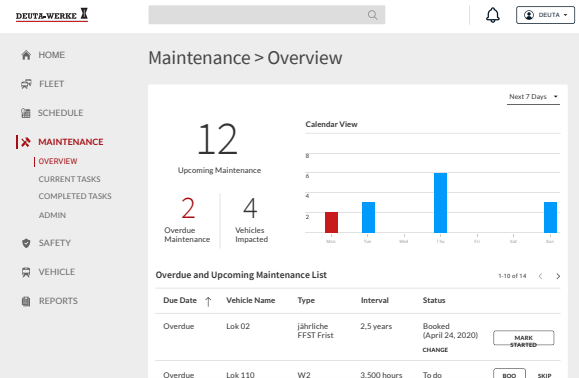 DEUTA-WERKE
DEUTA
HOME
FLEET
SCHEDULE
MAINTENANCE
OVERVIEW
CURRENT TASKS
COMPLETED TASKS
ADMIN
SAFETY
VEHICLE
REPORTS
Maintenance > Overview
Next 7 Days
12
Upcoming Maintenance
2
Overdue
Maintenance
4
Vehicles
Impacted
Calendar View
8
6
4
2
Mon Tue Wed Thu Fri Sat Sun
Overdue and Upcoming Maintenance List
1-10 of 14
Due Date Vehicle Name Type Interval Status
Overdue Lok 02 jährliche 2,5 years Booked
FFST Frist (April 24, 2020)
CHANGE
MARK
STARTED
Overdue Lok 110 W2 3.500 hours To do BOO SKIP